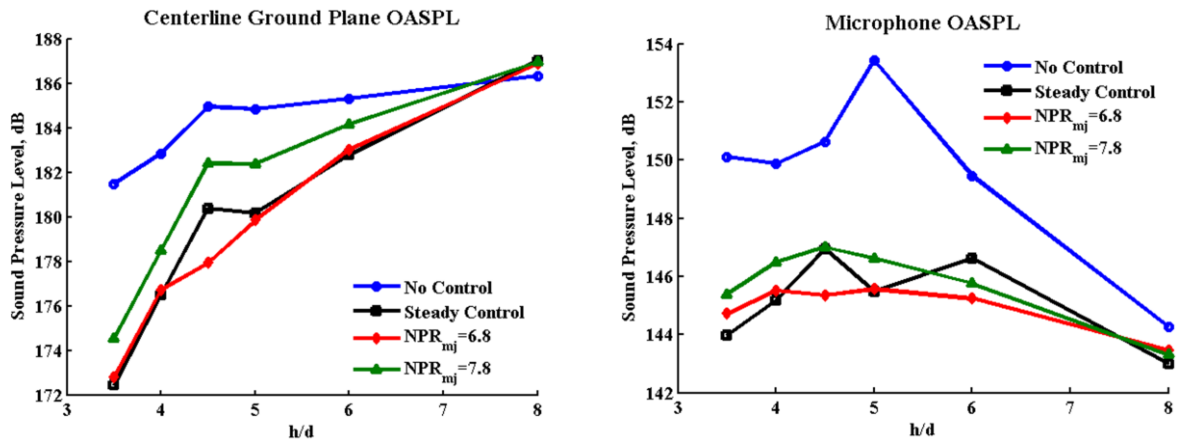 Centerline Ground Plane OASPL
188
186
184
182
180
178
176
174
172
Sound Pressure Level, dB
3
4
5
6
7
8
h/d
No Control
Steady Control
NPRmj=6.8
NPRmj=7.8
Microphone OASPL
154
152
150
148
146
144
142
Sound Pressure Level, dB
3
4
5
6
7
8
h/d
No Control
Steady Control
NPRmj=6.8
NPRmj=7.8